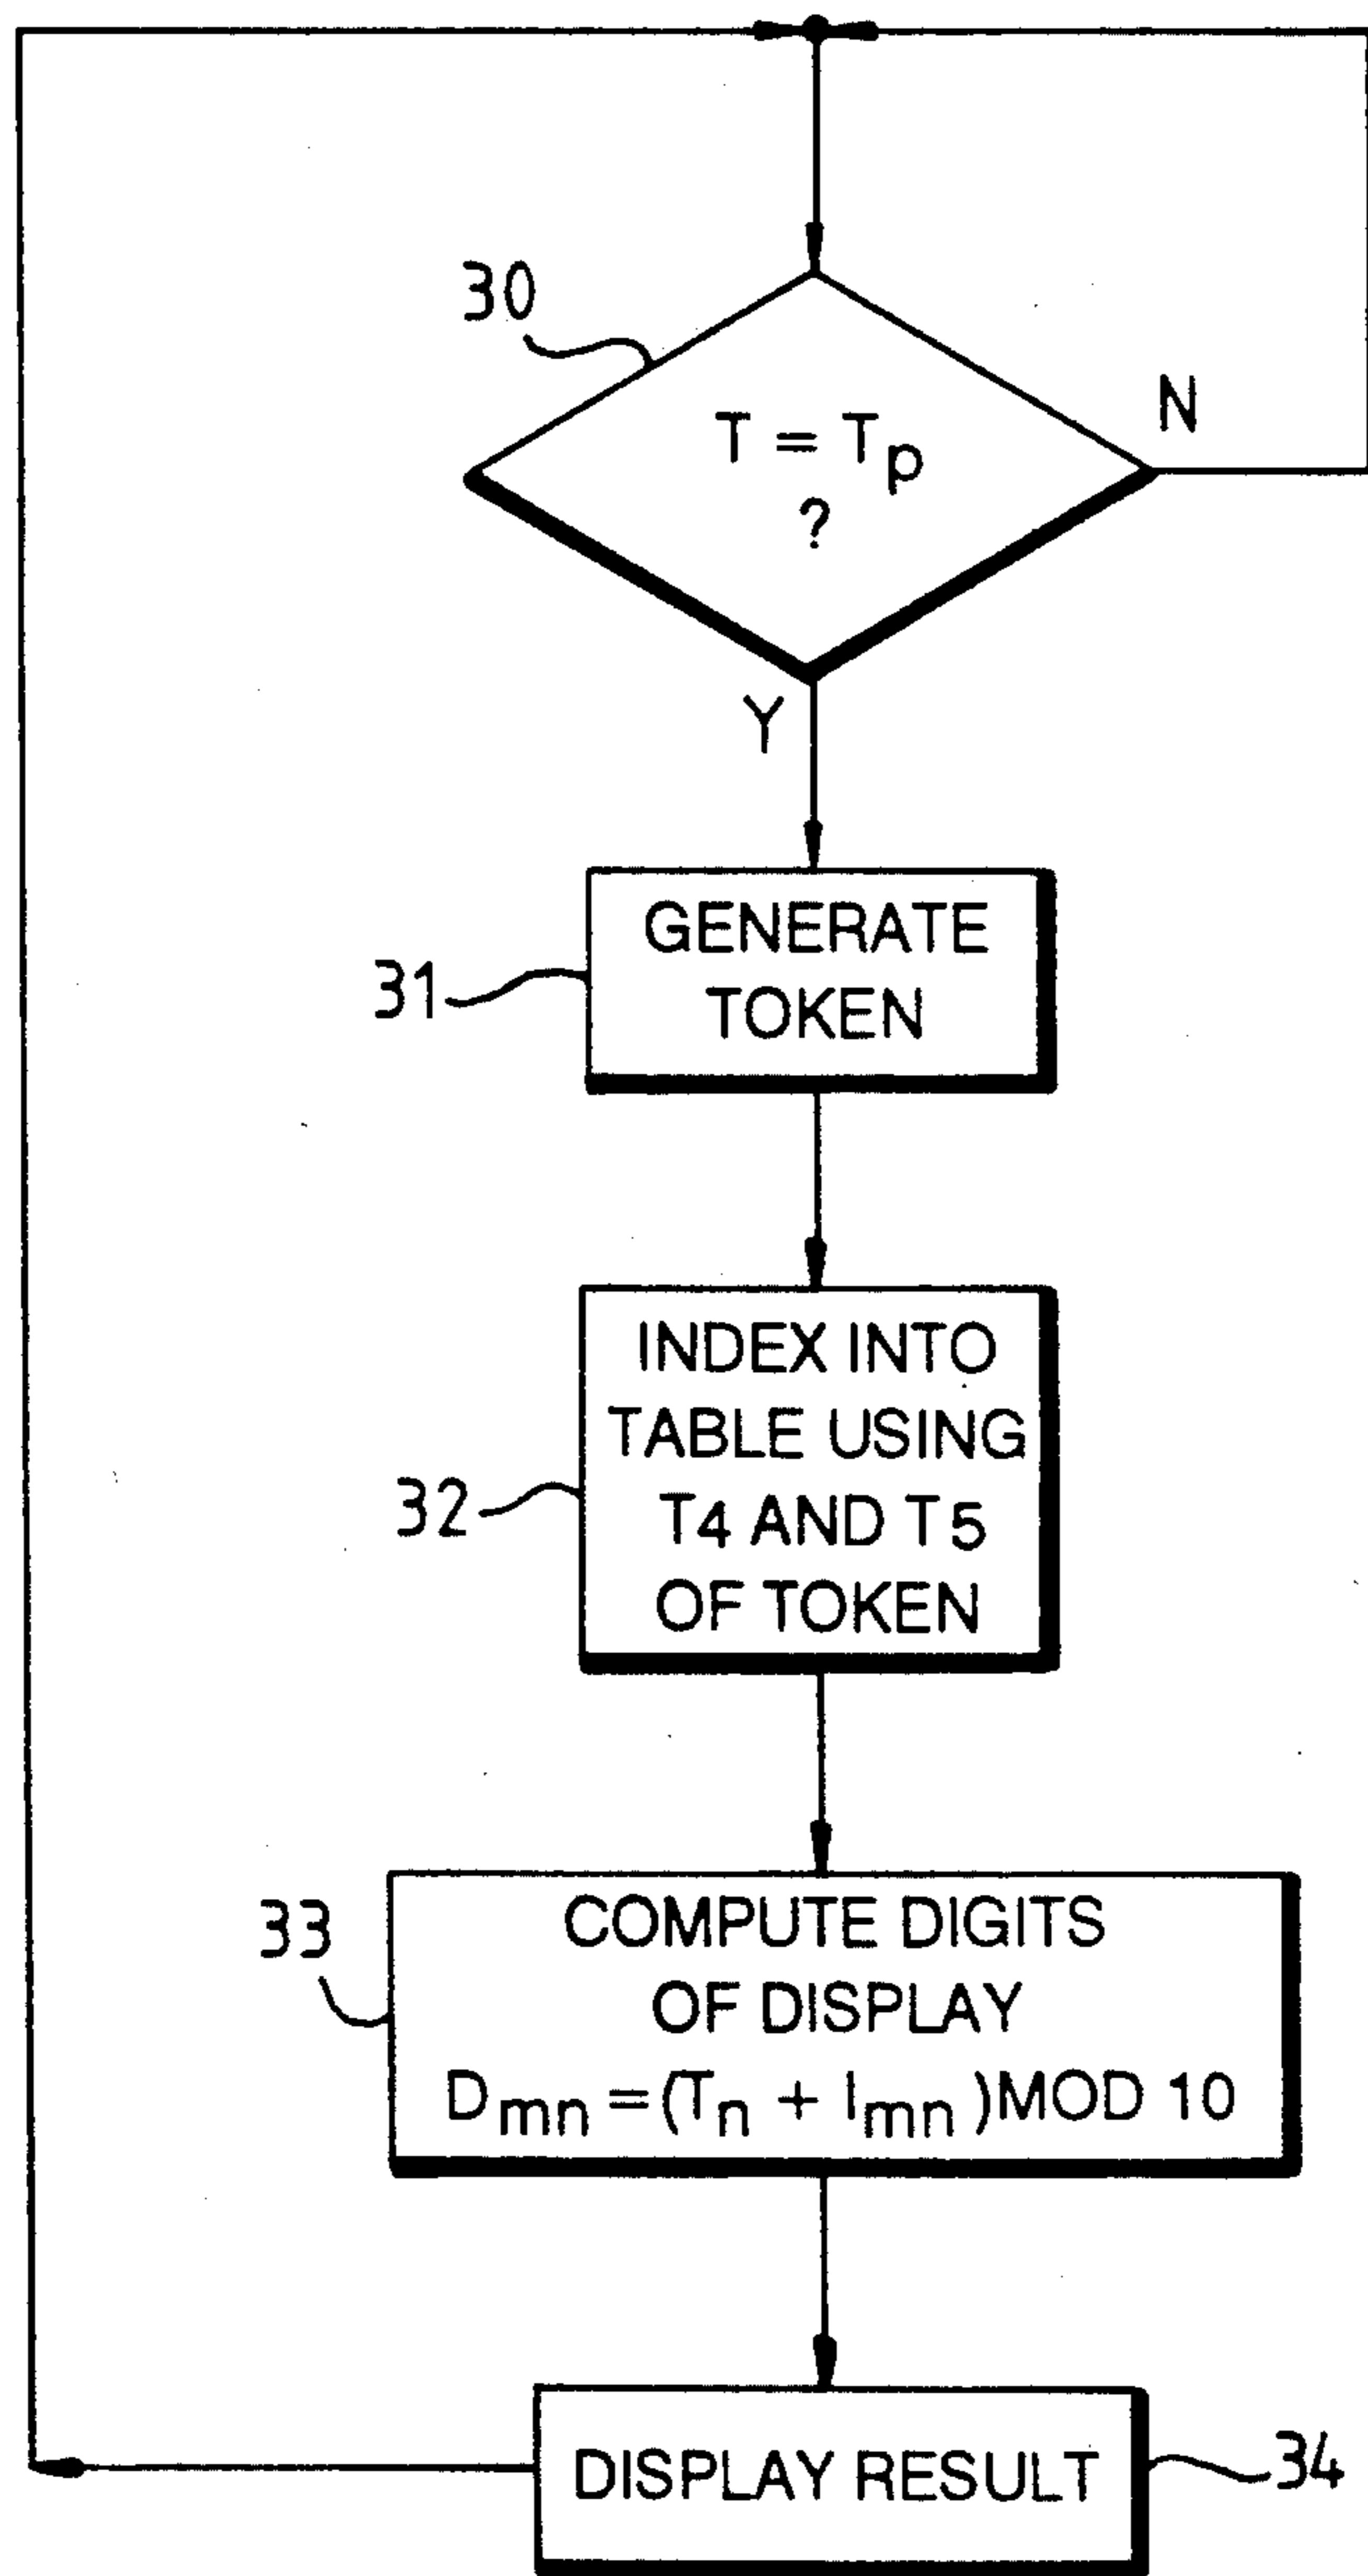 30
T = Tp
?
N
Y
31
GENERATE
TOKEN
32
INDEX INTO
TABLE USING
T4 AND T5
OF TOKEN
33
COMPUTE DIGITS
OF DISPLAY
Dmn = (Tn + Imn) MOD 10
DISPLAY RESULT
34